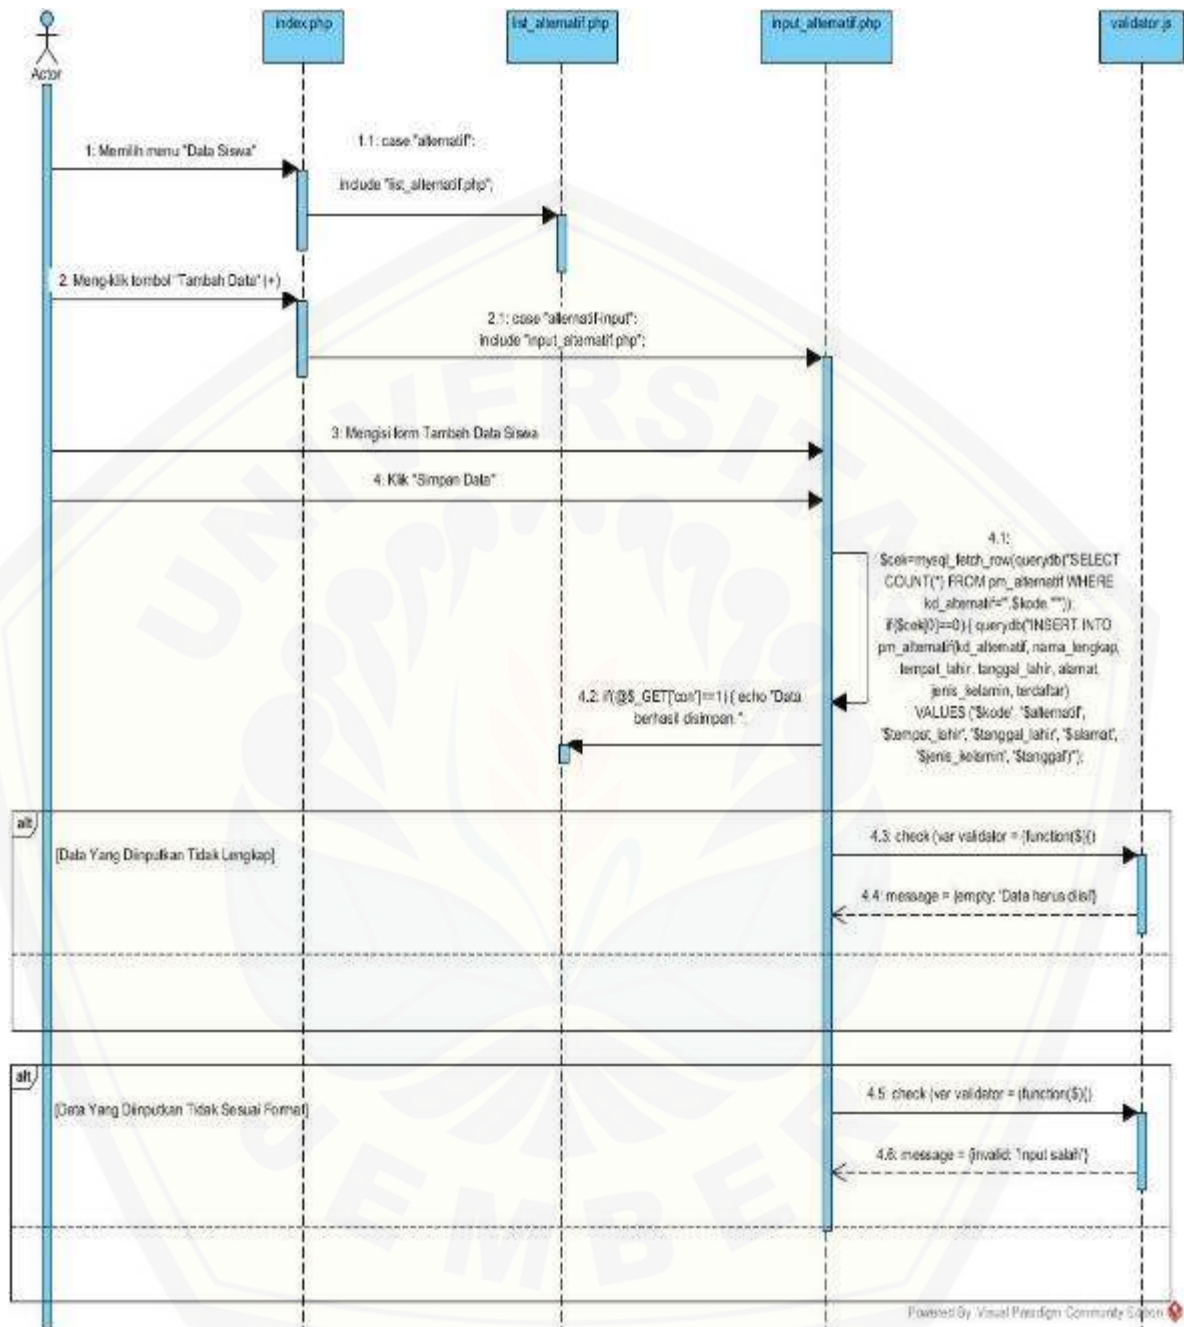 index.php
list_alternatif.php
input_alternatif.php
validator.js
Actor
1: Memilih menu "Data Siswa"
1.1: case "alternatif":
include "list_alternatif.php";
2: Meng-klik tombol "Tambah Data" (+)
2.1: case "alternatif-input":
include "input_alternatif.php";
3: Mengisi form Tambah Data Siswa
4: Klik "Simpan Data"
4.1:
$cek=mysql_fetch_row(querydb("SELECT
COUNT(*) FROM pm_alternatif WHERE
kd_alternatif='".$kode."'"));
if($cek[0]==0){ querydb("INSERT INTO
pm_alternatif(kd_alternatif, nama_lengkap,
tempat_lahir, tanggal_lahir, alamat,
jenis_kelamin, terdaftar)
VALUES ('$kode', '$alternatif',
'$tempat_lahir', '$tanggal_lahir', '$alamat',
'$jenis_kelamin', '$tanggal')");
4.2: if(@$_GET['con']==1) { echo "Data
berhasil disimpan.";
alt
[Data Yang Diinputkan Tidak Lengkap]
4.3: check (var validator = (function($){)
4.4: message = {empty: 'Data harus diisi'}
alt
[Data Yang Diinputkan Tidak Sesuai Format]
4.5: check (var validator = (function($){)
4.6: message = {invalid: 'Input salah'}
UNIVERSITAS
JEMBER
Powered By Visual Paradigm Community Edition